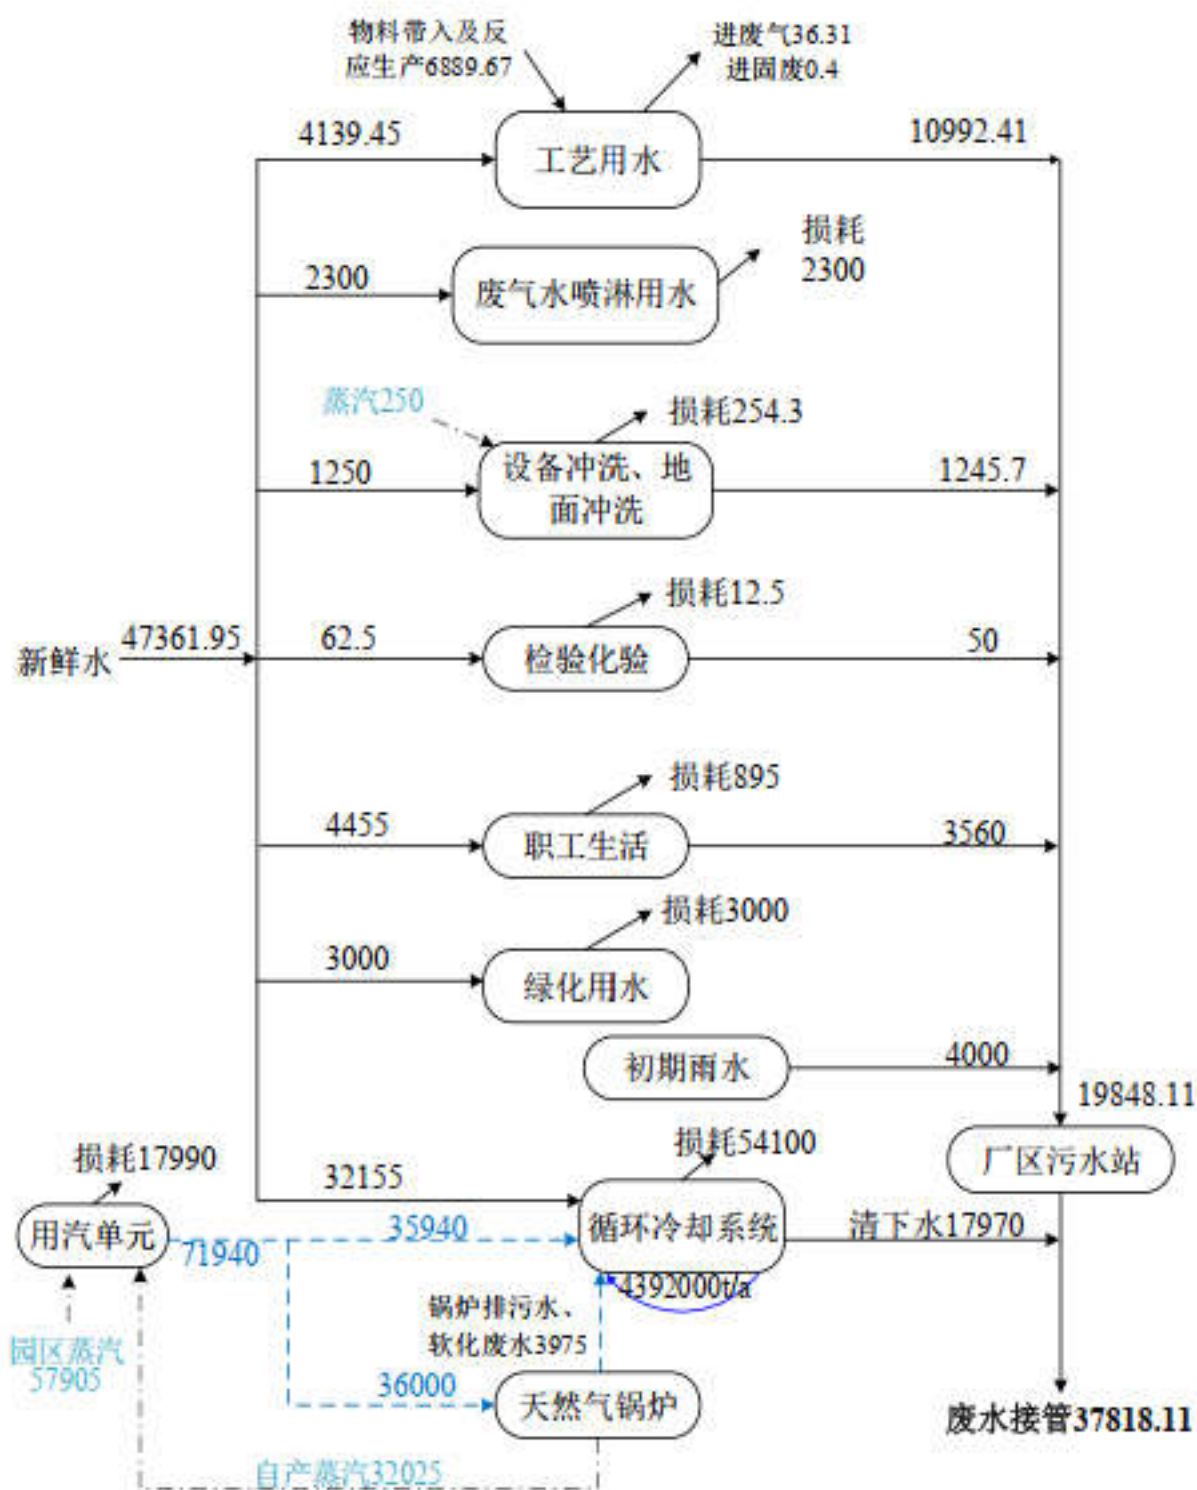 物料带入及反
应生产6889.67
进废气36.31
进固废0.4
4139.45
工艺用水
10992.41
2300
废气水喷淋用水
损耗
2300
蒸汽250
损耗254.3
1250
设备冲洗、地
面冲洗
1245.7
新鲜水
47361.95
62.5
损耗12.5
检验化验
50
4455
损耗895
职工生活
3560
3000
损耗3000
绿化用水
初期雨水
4000
19848.11
厂区污水站
损耗17990
用汽单元
71940
32155
35940
损耗54100
循环冷却系统
4392000t/a
清下水17970
园区蒸汽
57905
锅炉排污水、
软化废水3975
36000
天然气锅炉
自产蒸汽32025
废水接管37818.11